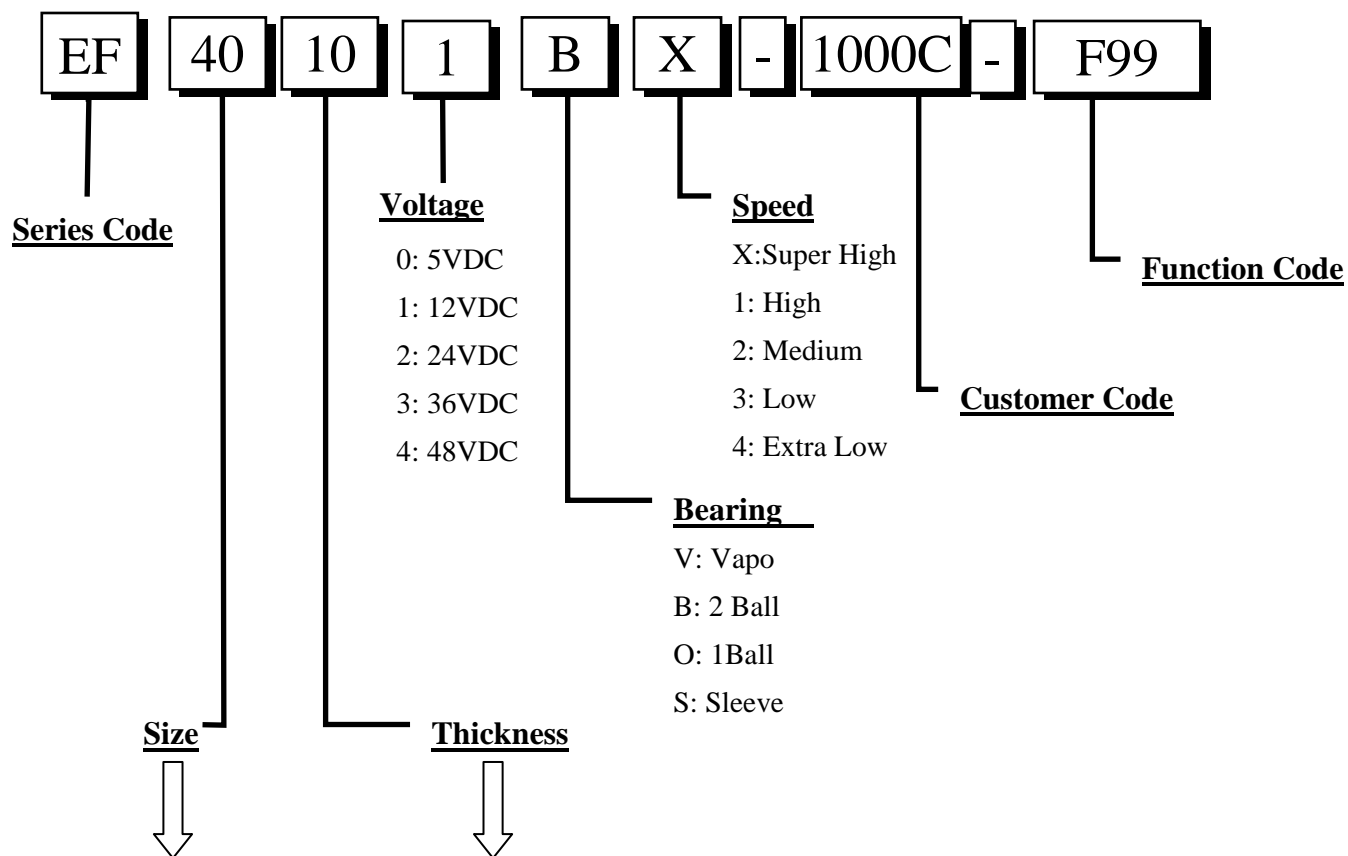 EF 40 10 1 B X - 1000C - F99
Series Code
Voltage
0: 5VDC
1: 12VDC
2: 24VDC
3: 36VDC
4: 48VDC
Speed
X:Super High
1: High
2: Medium
3: Low
4: Extra Low
Function Code
Customer Code
Bearing
V: Vapo
B: 2 Ball
O: 1Ball
S: Sleeve
Size
Thickness